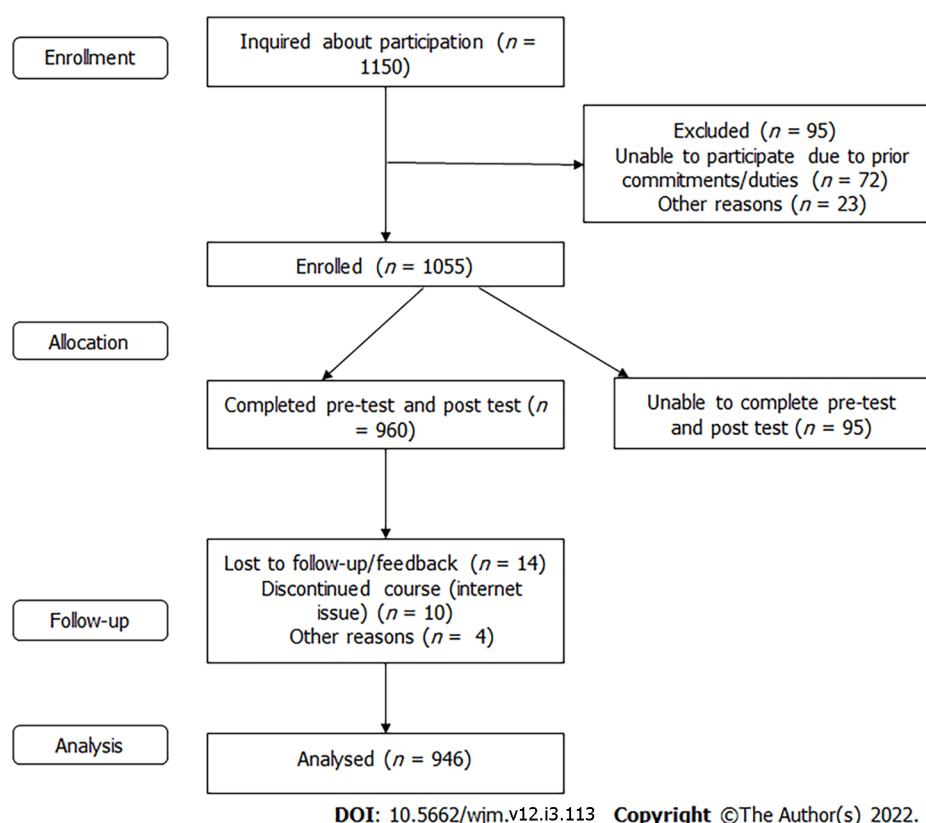 Enrollment
Inquired about participation (n =
1150)
Excluded (n = 95)
Unable to participate due to prior
commitments/duties (n = 72)
Other reasons (n = 23)
Enrolled (n = 1055)
Allocation
Completed pre-test and post test (n
= 960)
Unable to complete pre-test
and post test (n = 95)
Lost to follow-up/feedback (n = 14)
Discontinued course (internet
issue) (n = 10)
Other reasons (n = 4)
Follow-up
Analysis
Analysed (n = 946)
DOI: 10.5662/wjm.v12.i3.113 Copyright ©The Author(s) 2022.